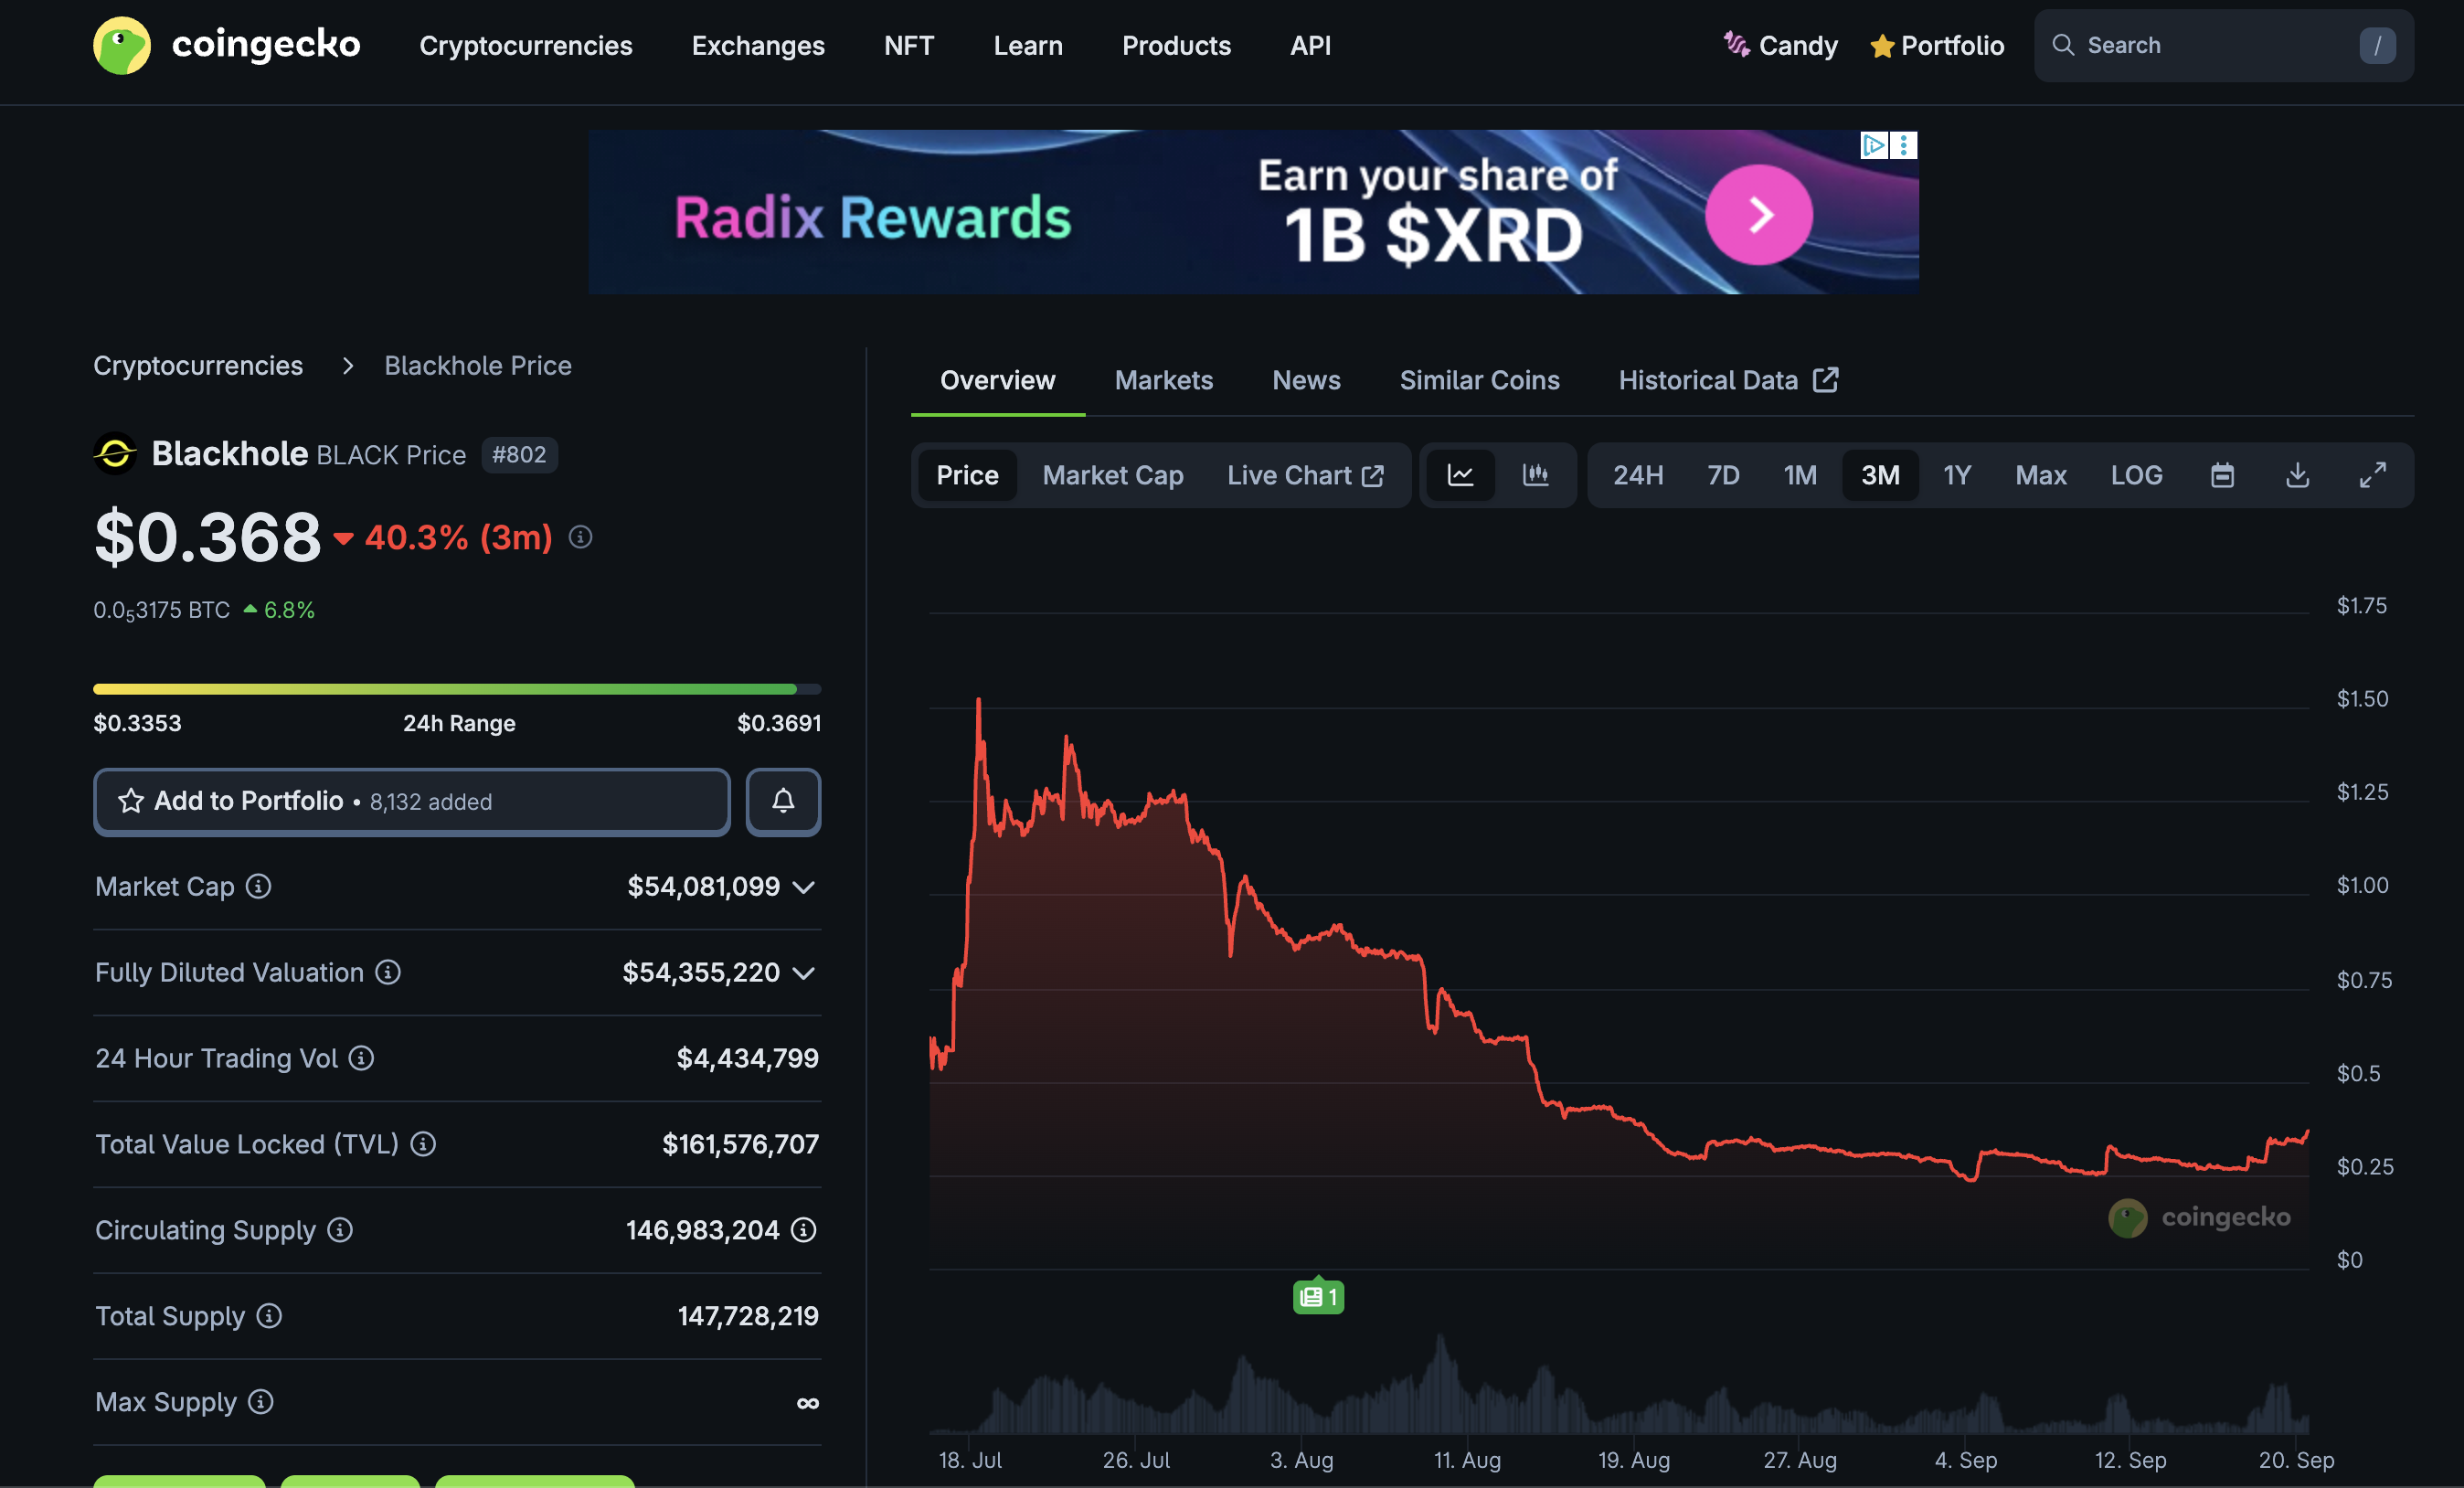 coingecko
Cryptocurrencies Exchanges NFT Learn Products API
Candy Portfolio Search /
Radix Rewards
Earn your share of
1B $XRD
Cryptocurrencies > Blackhole Price
Blackhole BLACK Price #802
$0.368 40.3% (3m)
0.0₅3175 BTC 6.8%
$0.3353 24h Range $0.3691
Add to Portfolio • 8,132 added
Market Cap $54,081,099
Fully Diluted Valuation $54,355,220
24 Hour Trading Vol $4,434,799
Total Value Locked (TVL) $161,576,707
Circulating Supply 146,983,204
Total Supply 147,728,219
Max Supply ∞
Overview Markets News Similar Coins Historical Data
Price Market Cap Live Chart 24H 7D 1M 3M 1Y Max LOG
$1.75
$1.50
$1.25
$1.00
$0.75
$0.5
$0.25
coingecko
$0
1
18. Jul 26. Jul 3. Aug 11. Aug 19. Aug 27. Aug 4. Sep 12. Sep 20. Sep